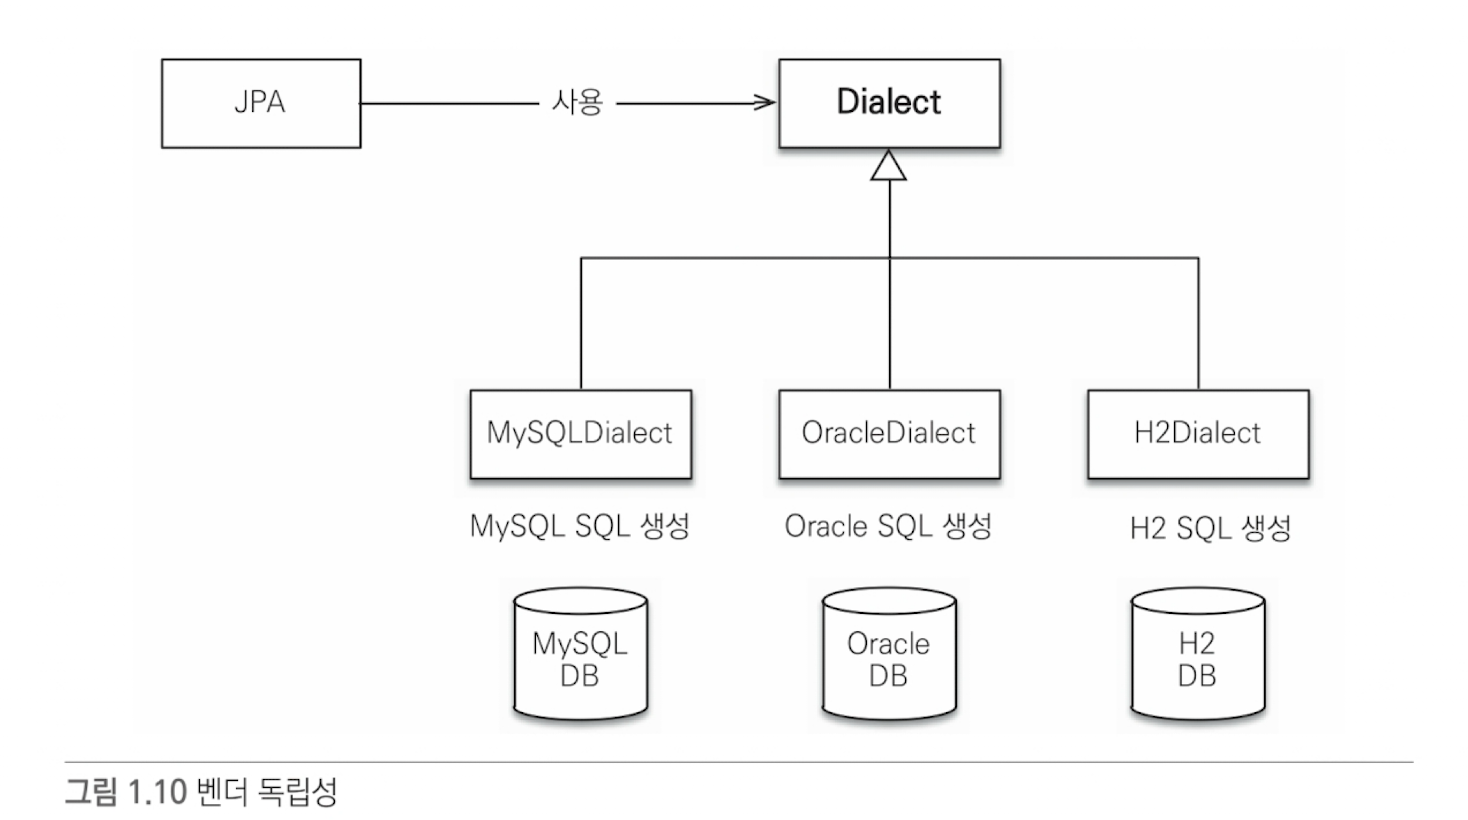 JPA
사용
Dialect
MySQLDialect
OracleDialect
H2Dialect
MySQL SQL 생성
Oracle SQL 생성
H2 SQL 생성
MySQL
DB
Oracle
DB
H2
DB
그림 1.10 벤더 독립성